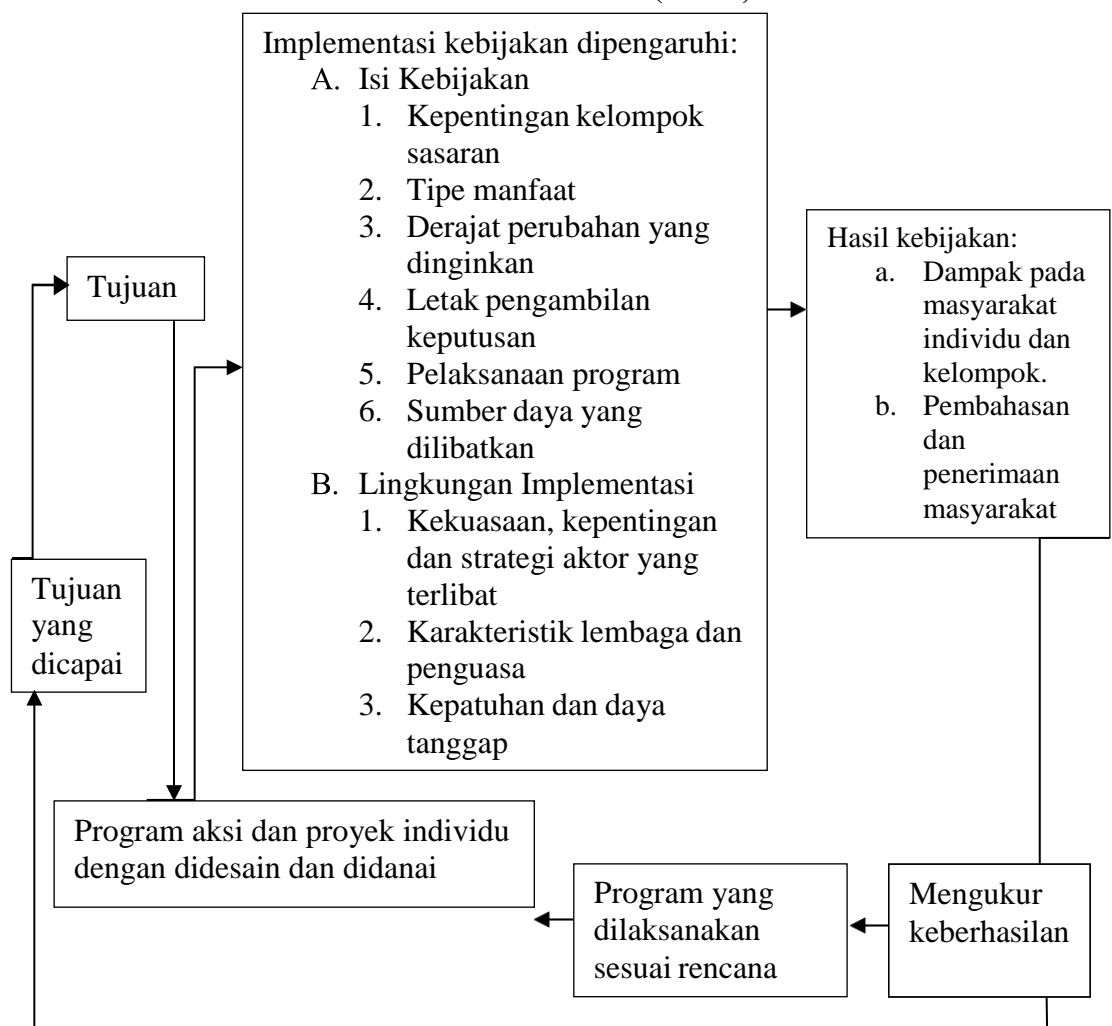 Implementasi kebijakan dipengaruhi:
A. Isi Kebijakan
1. Kepentingan kelompok
sasaran
2. Tipe manfaat
3. Derajat perubahan yang
dinginkan
4. Letak pengambilan
keputusan
5. Pelaksanaan program
6. Sumber daya yang
dilibatkan
B. Lingkungan Implementasi
1. Kekuasaan, kepentingan
dan strategi aktor yang
terlibat
2. Karakteristik lembaga dan
penguasa
3. Kepatuhan dan daya
tanggap
Hasil kebijakan:
a. Dampak pada
masyarakat
individu dan
kelompok.
b. Pembahasan
dan
penerimaan
masyarakat
Tujuan
Tujuan
yang
dicapai
Program aksi dan proyek individu
dengan didesain dan didanai
Program yang
dilaksanakan
sesuai rencana
Mengukur
keberhasilan